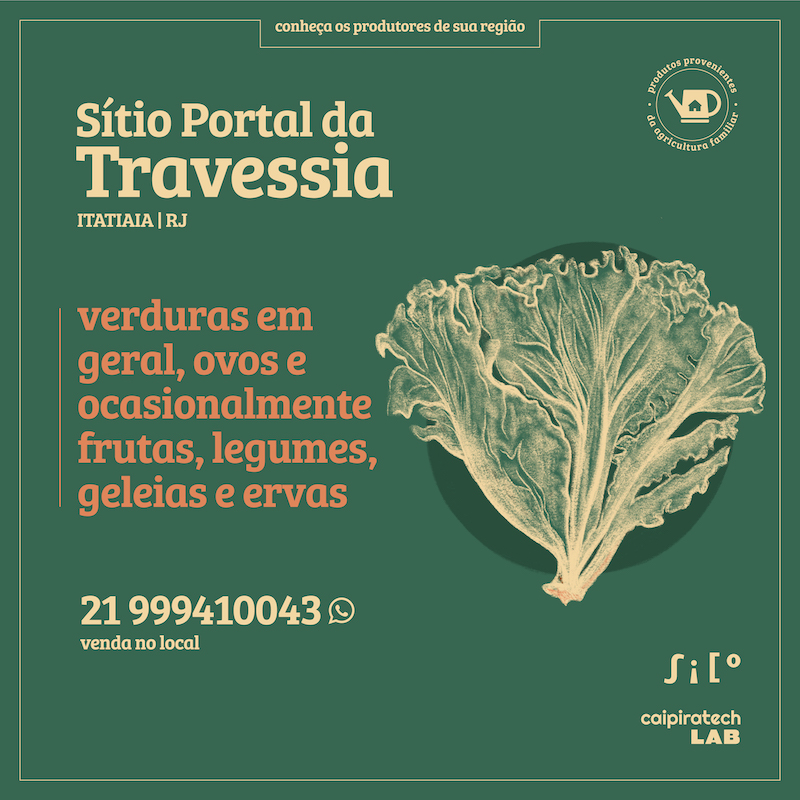 conheça os produtores de sua região
produtos provenientes
da agricultura familiar
Sítio Portal da
Travessia
ITATIAIA | RJ
verduras em
geral, ovos e
ocasionalmente
frutas, legumes,
geleias e ervas
21 999410043
venda no local
Silo
caipiratech
LAB